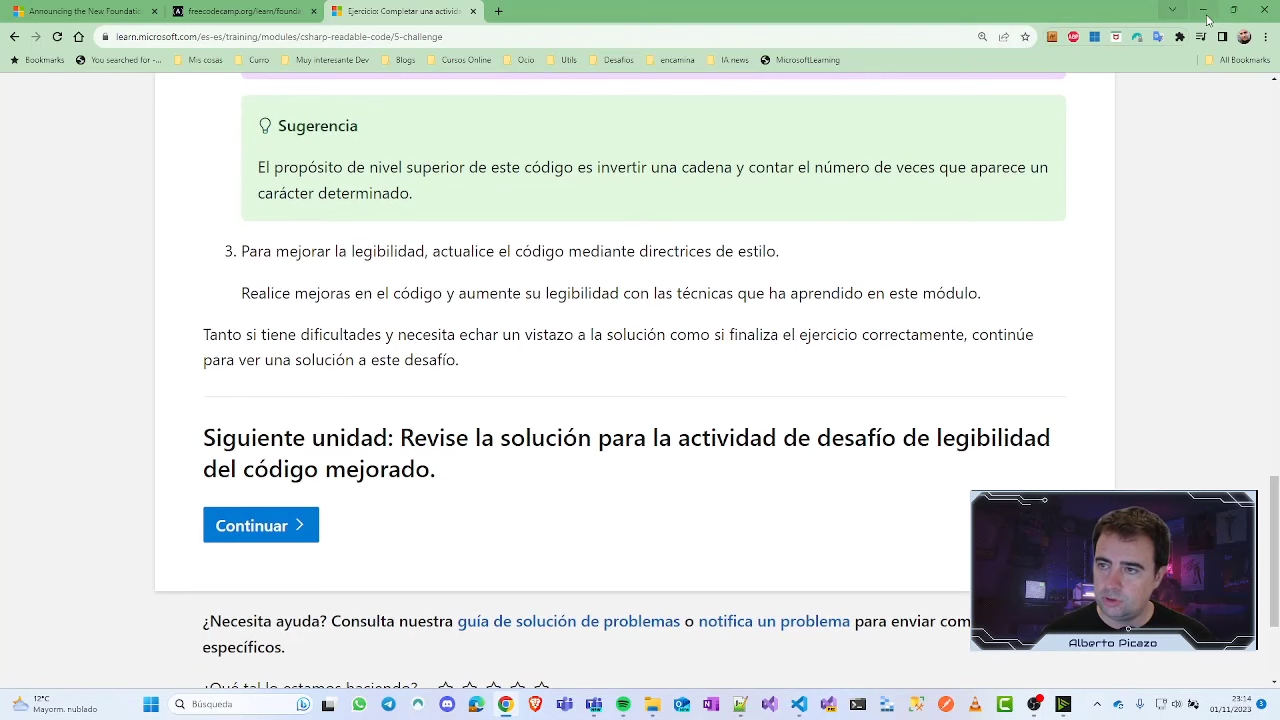 Announcing the New Foundatic
freecodecamp.org/learn/founda
Ejercicio: Completar una activida
learn.microsoft.com/es-es/training/modules/csharp-readable-code/5-challenge
Bookmarks
You searched for -...
Mis cosas
Curro
Muy interesante Dev
Blogs
Cursos Online
Ocio
Utils
Desafios
encamina
IA news
MicrosoftLearning
All Bookmarks
Sugerencia
El propósito de nivel superior de este código es invertir una cadena y contar el número de veces que aparece un
carácter determinado.
3. Para mejorar la legibilidad, actualice el código mediante directrices de estilo.
Realice mejoras en el código y aumente su legibilidad con las técnicas que ha aprendido en este módulo.
Tanto si tiene dificultades y necesita echar un vistazo a la solución como si finaliza el ejercicio correctamente, continúe
para ver una solución a este desafío.
Siguiente unidad: Revise la solución para la actividad de desafío de legibilidad
del código mejorado.
Continuar
¿Necesita ayuda? Consulta nuestra guía de solución de problemas o notifica un problema para enviar com
específicos.
Alberto Picazo
12°C
Mayorm. nublado
Búsqueda
23:14
01/11/2023